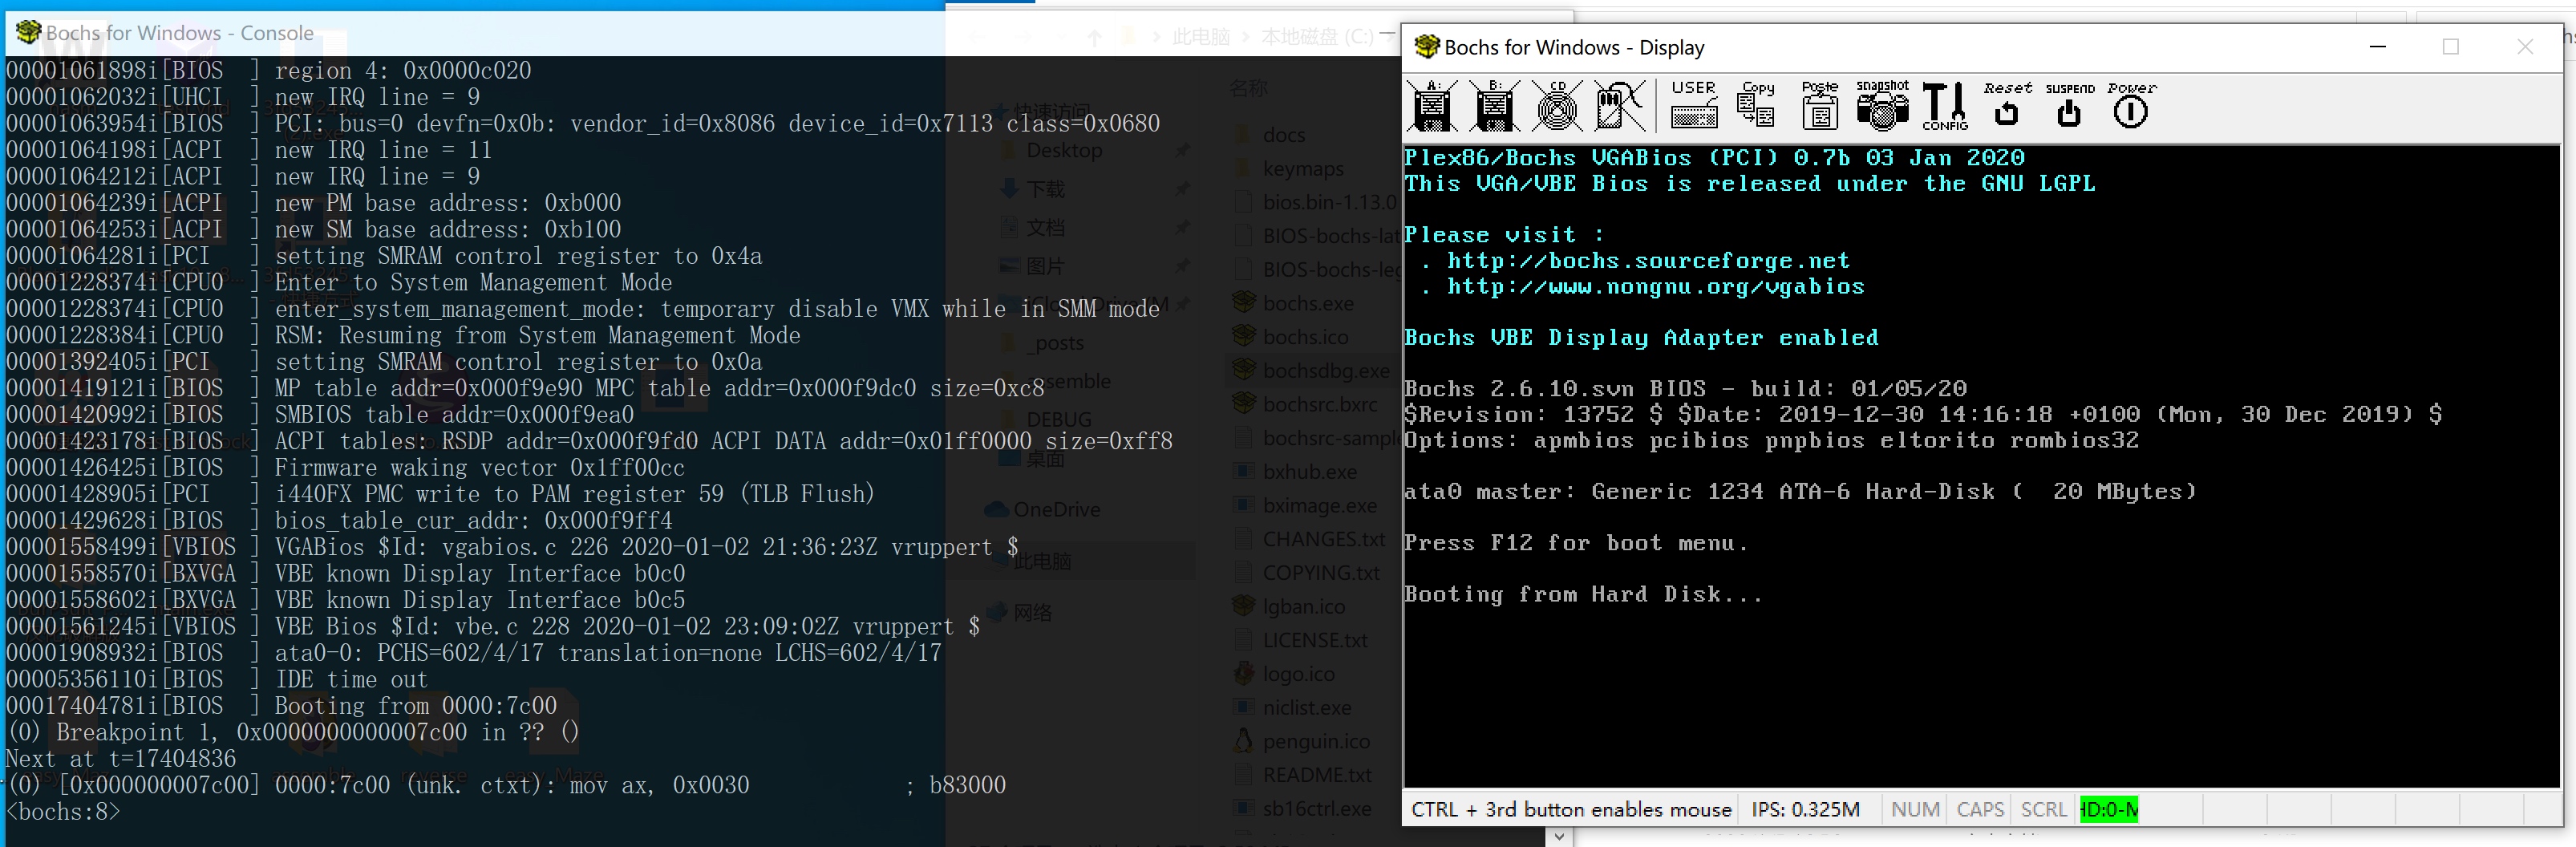 Bochs for Windows - Console
00001061898i[BIOS  ] region 4: 0x0000c020
00001062032i[UHCI  ] new IRQ line = 9
00001063954i[BIOS  ] PCI: bus=0 devfn=0x0b: vendor_id=0x8086 device_id=0x7113 class=0x0680
00001064198i[ACPI  ] new IRQ line = 11
00001064212i[ACPI  ] new IRQ line = 9
00001064239i[ACPI  ] new PM base address: 0xb000
00001064253i[ACPI  ] new SM base address: 0xb100
00001064281i[PCI   ] setting SMRAM control register to 0x4a
00001228374i[CPU0  ] Enter to System Management Mode
00001228374i[CPU0  ] enter_system_management_mode: temporary disable VMX while in SMM mode
00001228384i[CPU0  ] RSM: Resuming from System Management Mode
00001392405i[PCI   ] setting SMRAM control register to 0x0a
00001419121i[BIOS  ] MP table addr=0x000f9e90 MPC table addr=0x000f9dc0 size=0xc8
00001420992i[BIOS  ] SMBIOS table addr=0x000f9ea0
00001423178i[BIOS  ] ACPI tables: RSDP addr=0x000f9fd0 ACPI DATA addr=0x01ff0000 size=0xff8
00001426425i[BIOS  ] Firmware waking vector 0x1ff00cc
00001428905i[PCI   ] i440FX PMC write to PAM register 59 (TLB Flush)
00001429628i[BIOS  ] bios_table_cur_addr: 0x000f9ff4
00001558499i[VBIOS ] VGABios $Id: vgabios.c 226 2020-01-02 21:36:23Z vruppert $
00001558570i[BXVGA ] VBE known Display Interface b0c0
00001558602i[BXVGA ] VBE known Display Interface b0c5
00001561245i[VBIOS ] VBE Bios $Id: vbe.c 228 2020-01-02 23:09:02Z vruppert $
00001908932i[BIOS  ] ata0-0: PCHS=602/4/17 translation=none LCHS=602/4/17
00005356110i[BIOS  ] IDE time out
00017404781i[BIOS  ] Booting from 0000:7c00
(0) Breakpoint 1, 0x0000000000007c00 in ?? ()
Next at t=17404836
(0) [0x000000007c00] 0000:7c00 (unk. ctxt): mov ax, 0x0030            ; b83000
<bochs:8>
此电脑 本地磁盘 (C:)
快速访问
Desktop
下载
文档
图片
_posts
DEBUG
桌面
OneDrive
此电脑
网络
名称
docs
keymaps
bios.bin-1.13.0
BIOS-bochs-lat
BIOS-bochs-leg
bochs.exe
bochs.ico
bochsdbg.exe
bochsrc.bxrc
bochsrc-sample
bxhub.exe
bximage.exe
CHANGES.txt
COPYING.txt
lgban.ico
LICENSE.txt
logo.ico
niclist.exe
penguin.ico
README.txt
sb16ctrl.exe
Bochs for Windows - Display
A: B: CD USER Copy Paste snapshot CONFIG Reset SUSPEND Power
Plex86/Bochs VGABios (PCI) 0.7b 03 Jan 2020
This VGA/VBE Bios is released under the GNU LGPL
Please visit :
. http://bochs.sourceforge.net
. http://www.nongnu.org/vgabios
Bochs VBE Display Adapter enabled
Bochs 2.6.10.svn BIOS - build: 01/05/20
$Revision: 13752 $ $Date: 2019-12-30 14:16:18 +0100 (Mon, 30 Dec 2019) $
Options: apmbios pcibios pnpbios eltorito rombios32
ata0 master: Generic 1234 ATA-6 Hard-Disk (  20 MBytes)
Press F12 for boot menu.
Booting from Hard Disk...
CTRL + 3rd button enables mouse IPS: 0.325M NUM CAPS SCRL HD:0-M